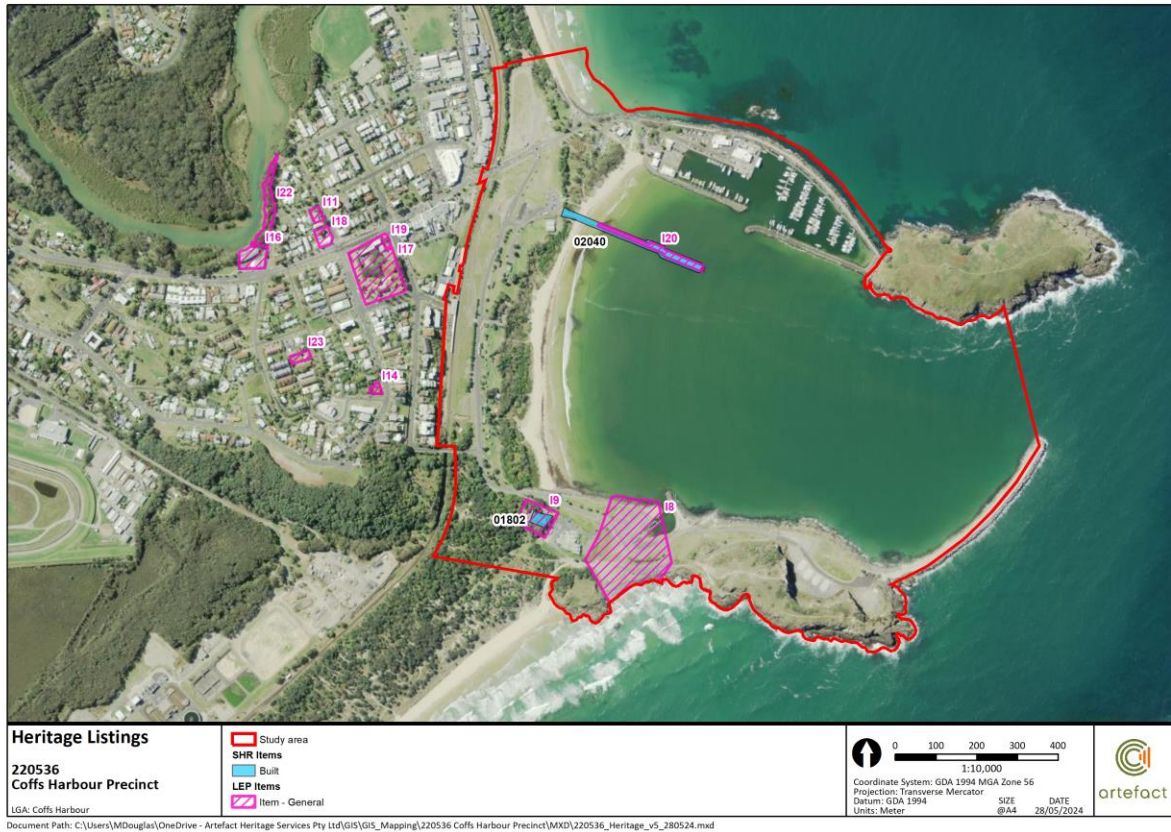 I22
I11
I18
I16
I19
I17
I23
I14
I20
02040
I9
01802
I8
Heritage Listings
220536
Coffs Harbour Precinct
LGA: Coffs Harbour
Study area
SHR Items
Built
LEP Items
Item - General
0 100 200 300 400
1:10,000
Coordinate System: GDA 1994 MGA Zone 56
Projection: Transverse Mercator
Datum: GDA 1994
Units: Meter
SIZE DATE
@A4 28/05/2024
artefact
Document Path: C:\Users\MDouglas\OneDrive - Artefact Heritage Services Pty Ltd\GIS\GIS_Mapping\220536 Coffs Harbour Precinct\MXD\220536_Heritage_v5_280524.mxd